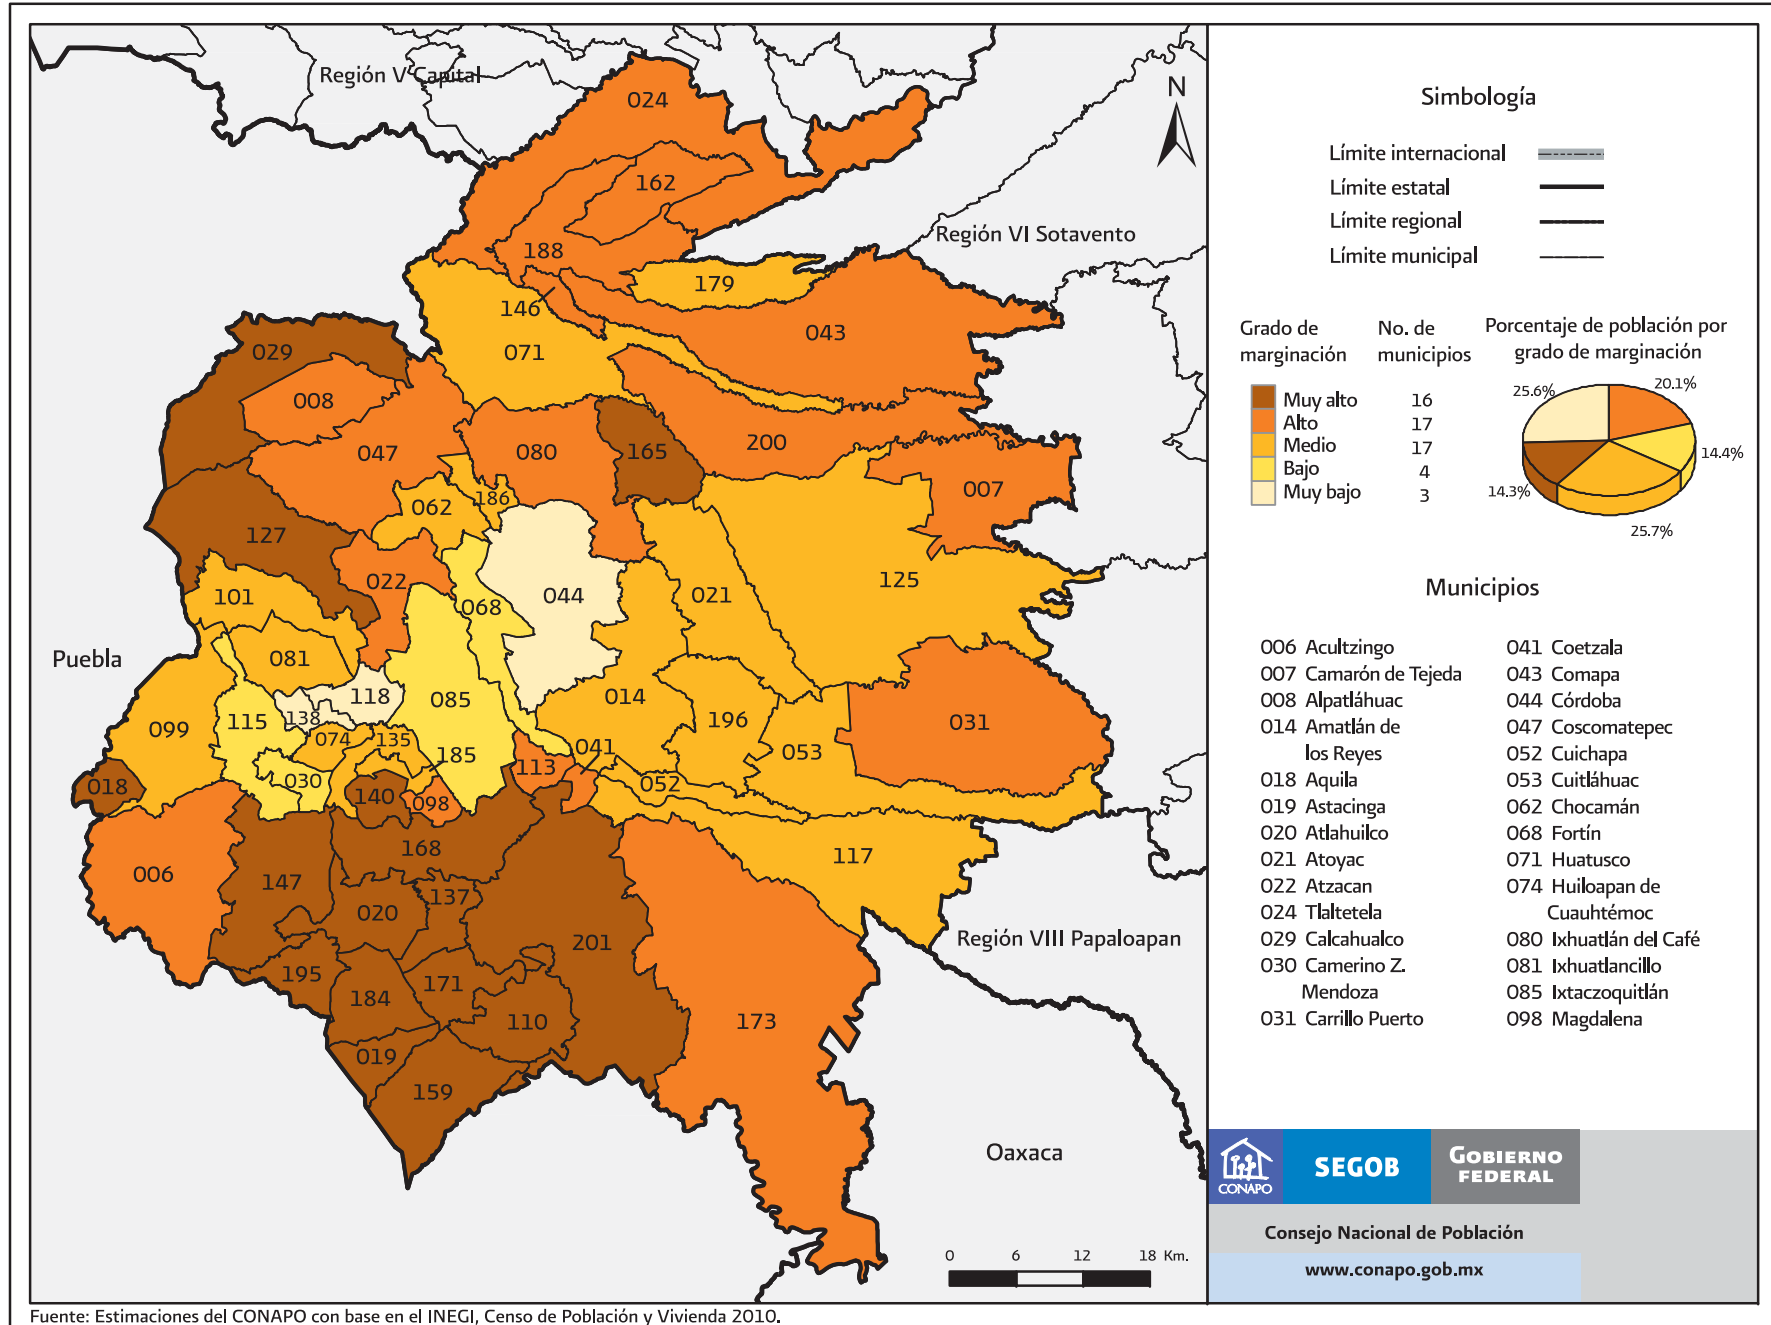 Región V Capital
024
162
188
Región VI Sotavento
179
146
043
071
029
008
047
080
165
200
007
062
186
127
022
101
068
044
021
125
Puebla
081
118
085
014
196
031
099
115
138
074
135
185
041
053
113
018
030
140
098
052
006
147
168
117
137
020
201
195
184
171
110
173
Región VIII Papaloapan
019
159
Oaxaca
N
0 6 12 18 Km.
Simbología
Límite internacional
Límite estatal
Límite regional
Límite municipal
Grado de
marginación
No. de
municipios
Muy alto 16
Alto 17
Medio 17
Bajo 4
Muy bajo 3
Porcentaje de población por
grado de marginación
25.6%
20.1%
14.4%
14.3%
25.7%
Municipios
006 Acultzingo
007 Camarón de Tejeda
008 Alpatláhuac
014 Amatlán de
los Reyes
018 Aquila
019 Astacinga
020 Atlahuilco
021 Atoyac
022 Atzacan
024 Tlaltetela
029 Calcahualco
030 Camerino Z.
Mendoza
031 Carrillo Puerto
041 Coetzala
043 Comapa
044 Córdoba
047 Coscomatepec
052 Cuichapa
053 Cuitláhuac
062 Chocamán
068 Fortín
071 Huatusco
074 Huiloapan de
Cuauhtémoc
080 Ixhuatlán del Café
081 Ixhuatlancillo
085 Ixtaczoquitlán
098 Magdalena
CONAPO
SEGOB
GOBIERNO
FEDERAL
Consejo Nacional de Población
www.conapo.gob.mx
Fuente: Estimaciones del CONAPO con base en el INEGI, Censo de Población y Vivienda 2010.